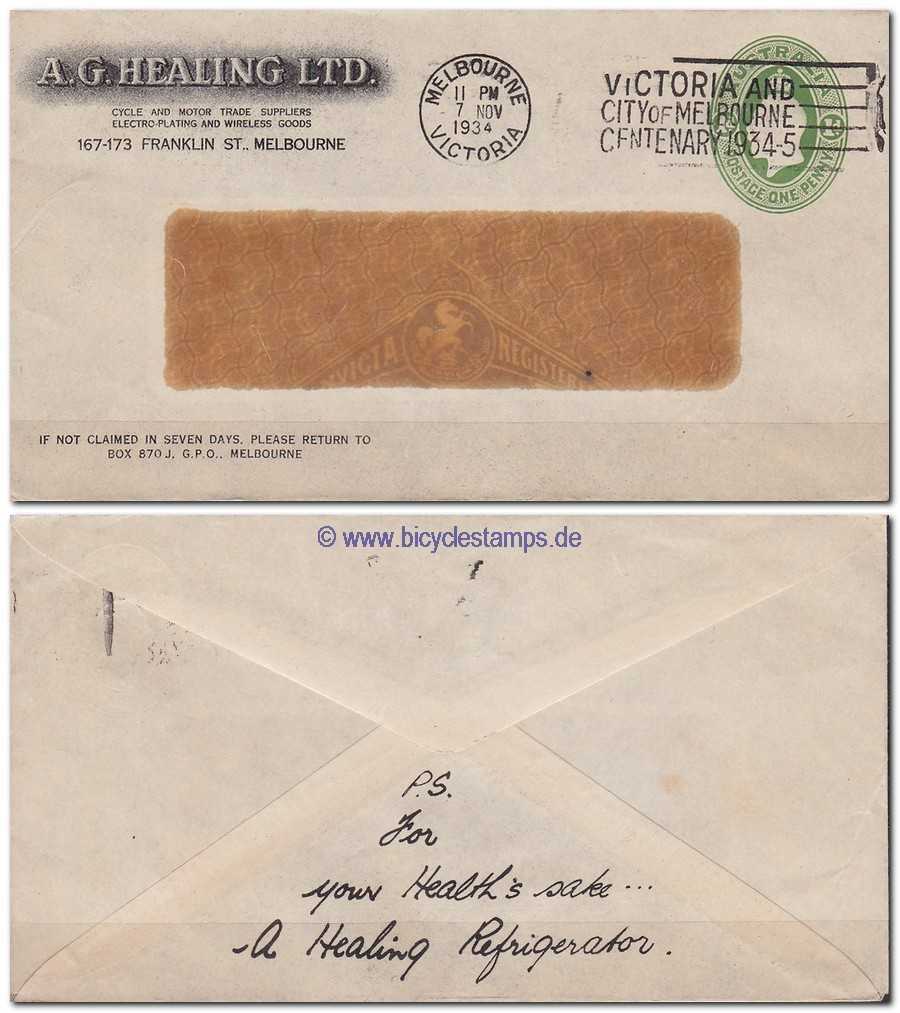 A.G. HEALING LTD.
CYCLE AND MOTOR TRADE SUPPLIERS
ELECTRO-PLATING AND WIRELESS GOODS
167-173 FRANKLIN ST., MELBOURNE
MELBOURNE
11 PM
7 NOV
1934
VICTORIA
VICTORIA AND
CITY OF MELBOURNE
CENTENARY 1934-5
AUSTRALIA
POSTAGE ONE PENNY
INVICTA REGISTER
IF NOT CLAIMED IN SEVEN DAYS, PLEASE RETURN TO
BOX 870 J, G.P.O., MELBOURNE
© www.bicyclestamps.de
P.S.
For
your Health's sake...
-A Healing Refrigerator.